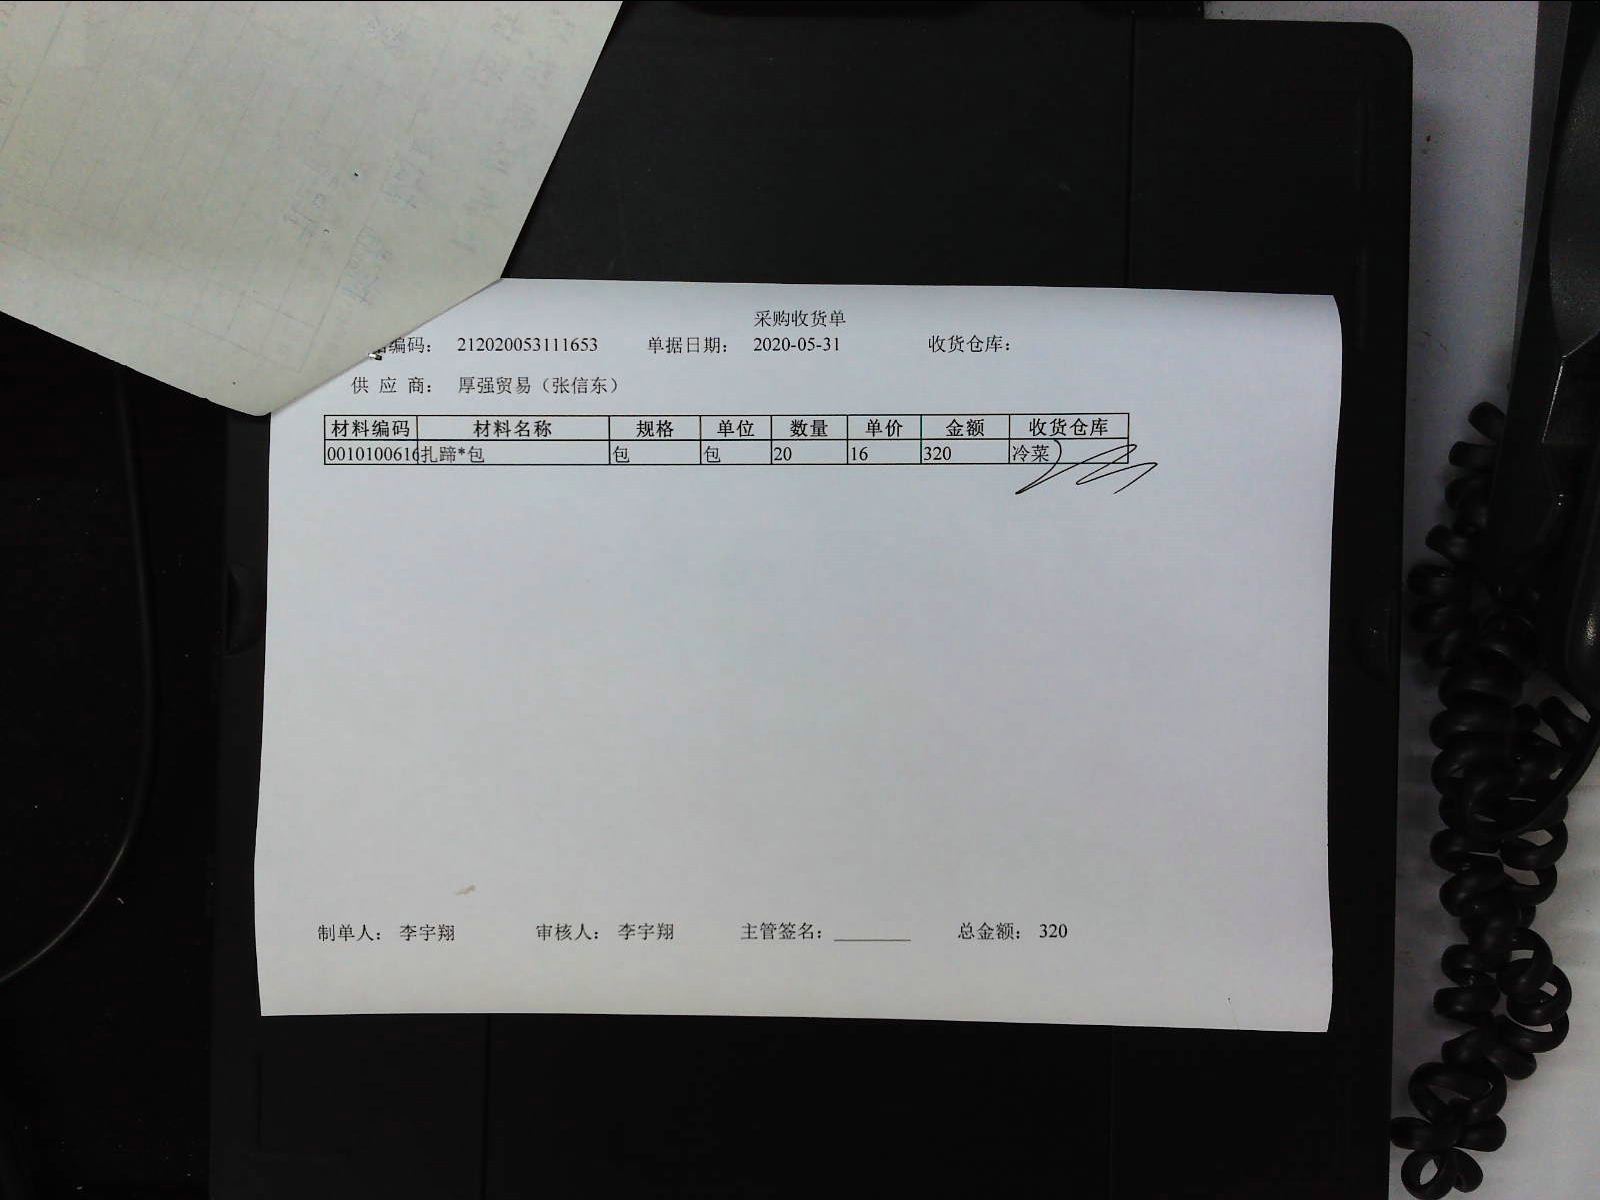 采购收货单
编码： 212020053111653 单据日期： 2020-05-31 收货仓库：
供 应 商： 厚强贸易（张信东）
材料编码 材料名称 规格 单位 数量 单价 金额 收货仓库
0010100616 扎蹄*包 包 包 20 16 320 冷菜
制单人： 李宇翔 审核人： 李宇翔 主管签名：________ 总金额： 320